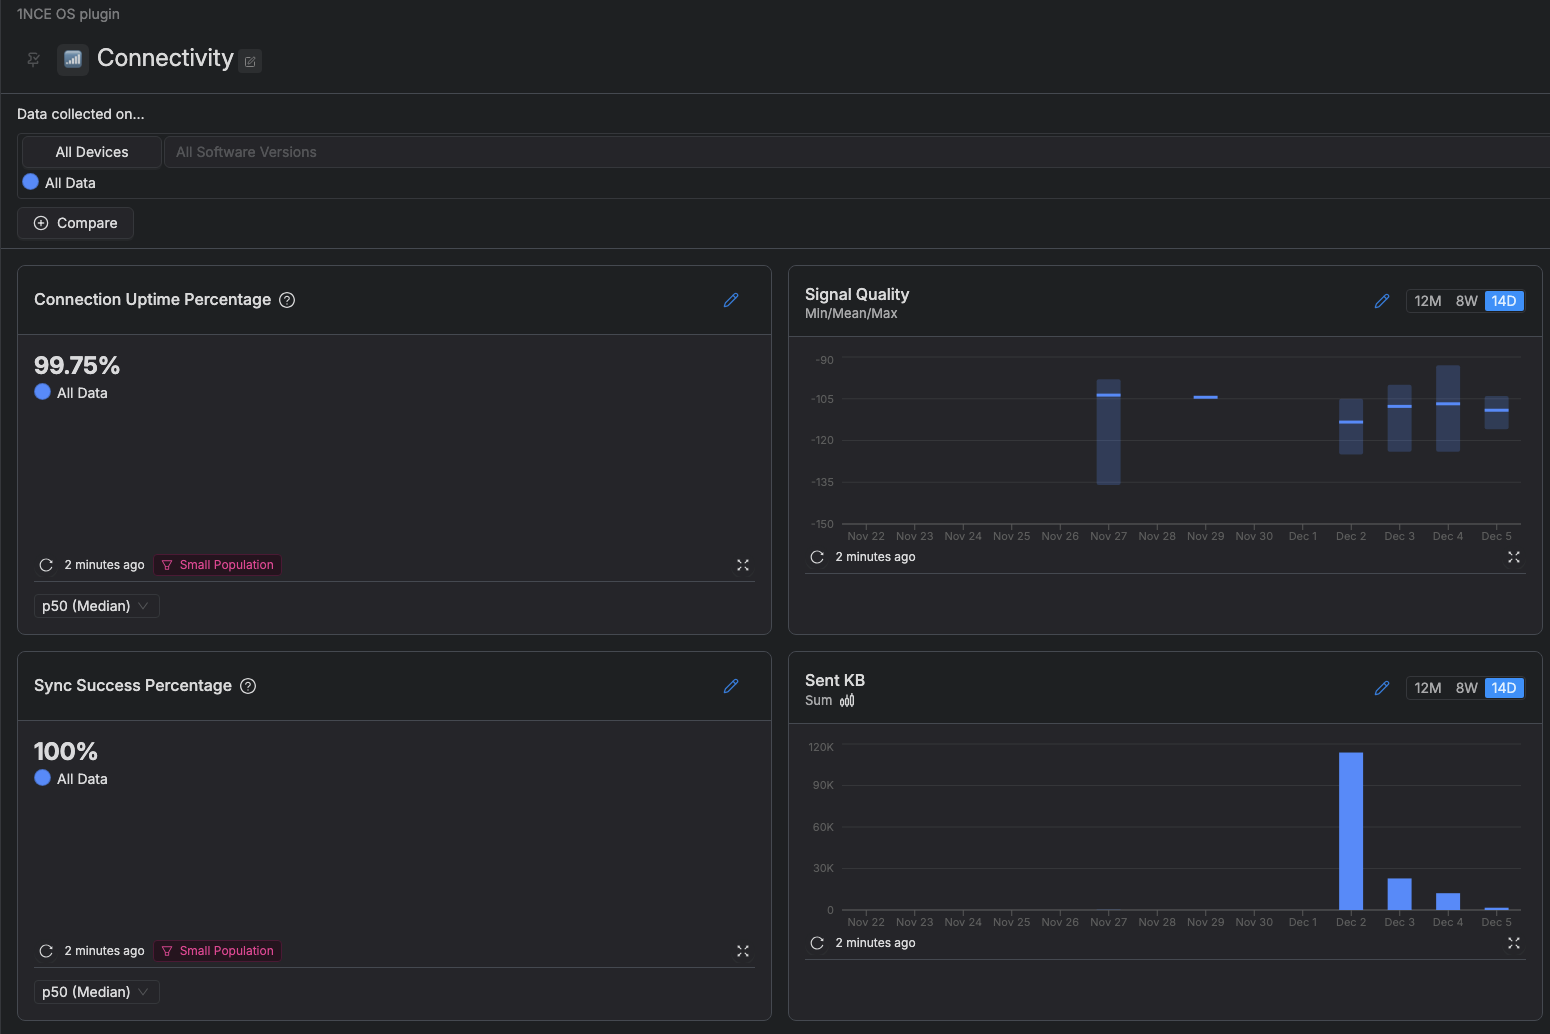 1NCE OS plugin
Connectivity
Data collected on...
All Devices
All Software Versions
All Data
Compare
Connection Uptime Percentage
99.75%
All Data
2 minutes ago
Small Population
p50 (Median)
Signal Quality
Min/Mean/Max
12M 8W 14D
-90
-105
-120
-135
-150
Nov 22 Nov 23 Nov 24 Nov 25 Nov 26 Nov 27 Nov 28 Nov 29 Nov 30 Dec 1 Dec 2 Dec 3 Dec 4 Dec 5
2 minutes ago
Sync Success Percentage
100%
All Data
2 minutes ago
Small Population
p50 (Median)
Sent KB
Sum
12M 8W 14D
120K
90K
60K
30K
0
Nov 22 Nov 23 Nov 24 Nov 25 Nov 26 Nov 27 Nov 28 Nov 29 Nov 30 Dec 1 Dec 2 Dec 3 Dec 4 Dec 5
2 minutes ago